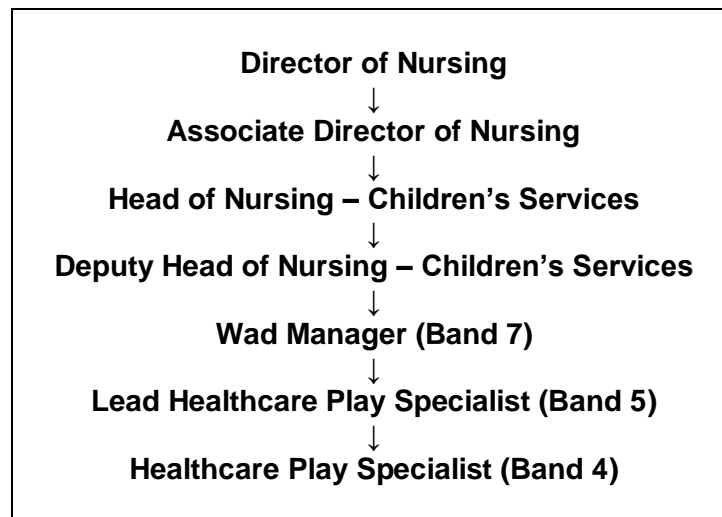 Director of Nursing
↓
Associate Director of Nursing
↓
Head of Nursing – Children’s Services
↓
Deputy Head of Nursing – Children’s Services
↓
Wad Manager (Band 7)
↓
Lead Healthcare Play Specialist (Band 5)
↓
Healthcare Play Specialist (Band 4)